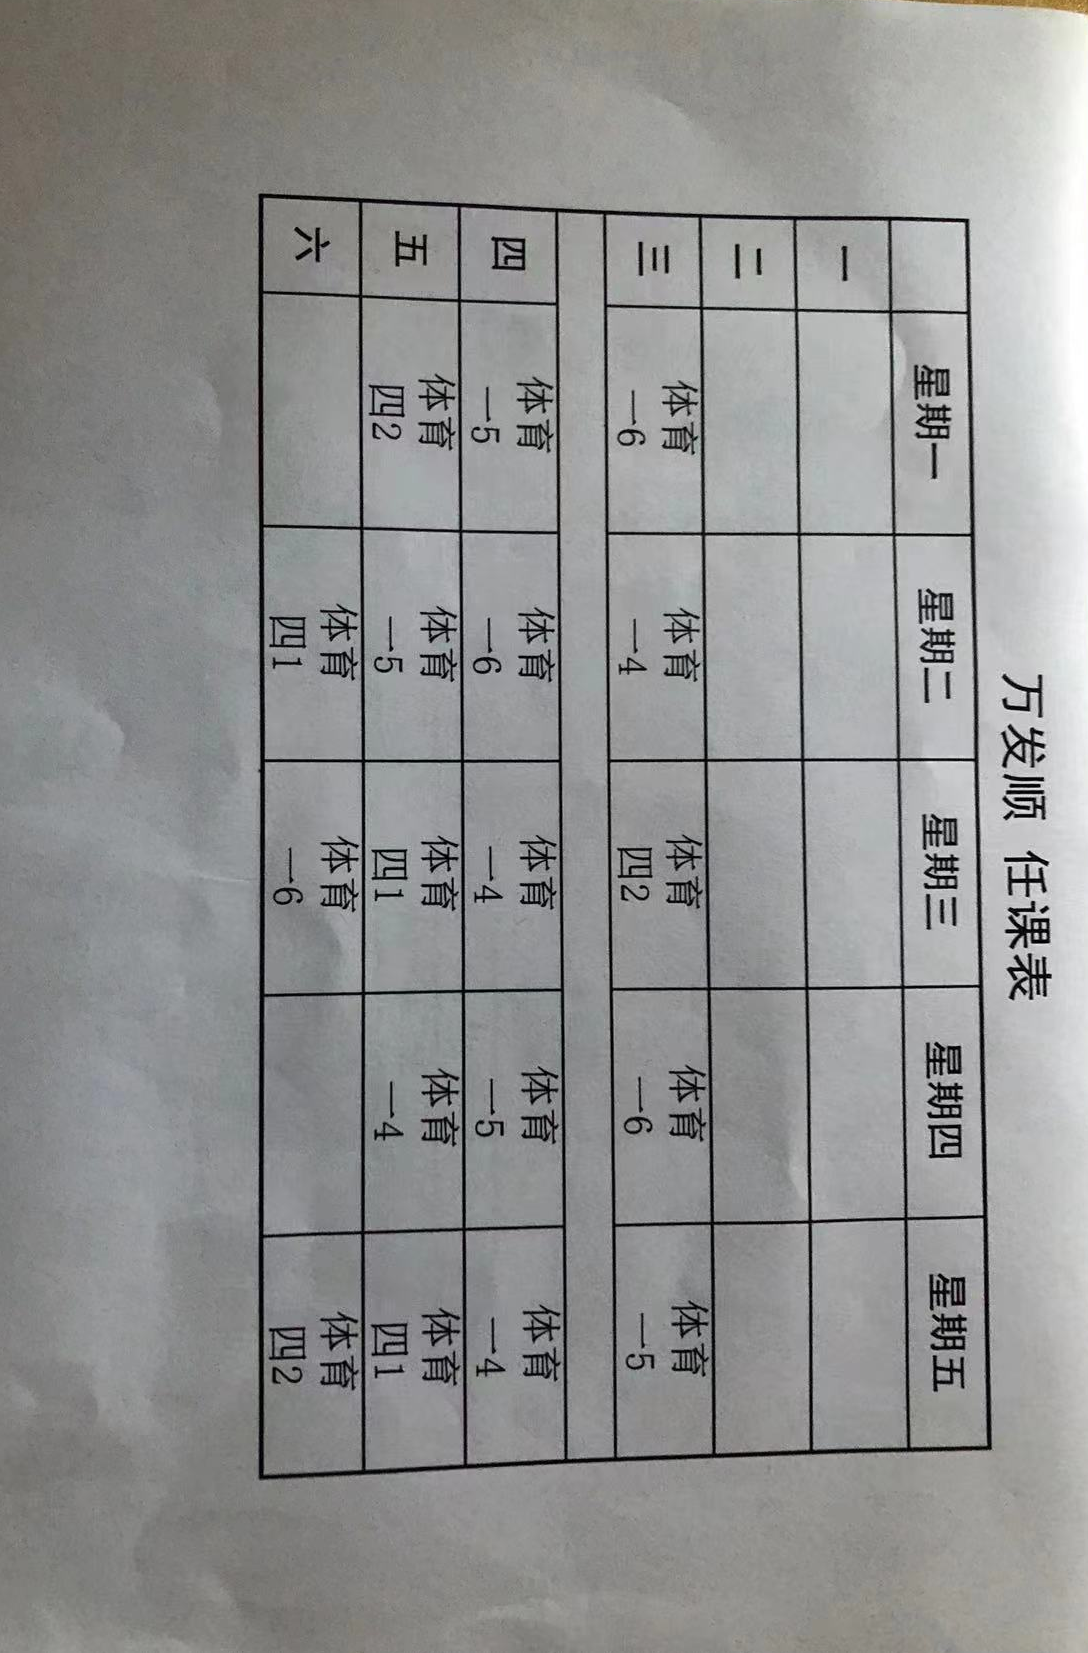 万发顺 任课表
星期一 星期二 星期三 星期四 星期五
一
二
三 体育 体育 体育 体育 体育
一6 一4 四2 一6 一5
四 体育 体育 体育 体育 体育
一5 一6 一4 一5 一4
五 体育 体育 体育 体育 体育
四2 一5 四1 一4 四1
六 体育 体育 体育
四1 一6 四2